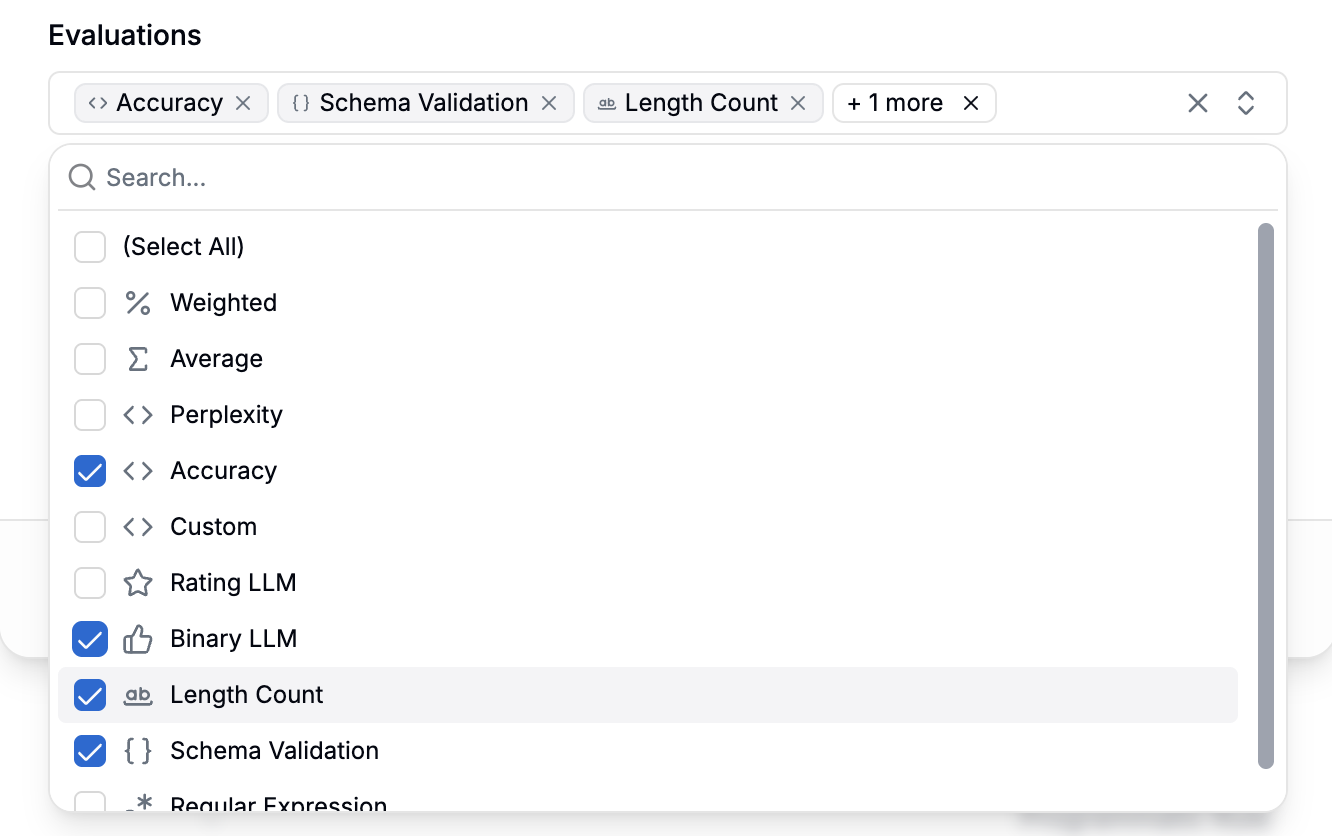 Evaluations
Accuracy Schema Validation ab Length Count + 1 more
Search...
(Select All)
% Weighted
Σ Average
<> Perplexity
<> Accuracy
<> Custom
Rating LLM
Binary LLM
ab Length Count
{} Schema Validation
.* Regular Expression